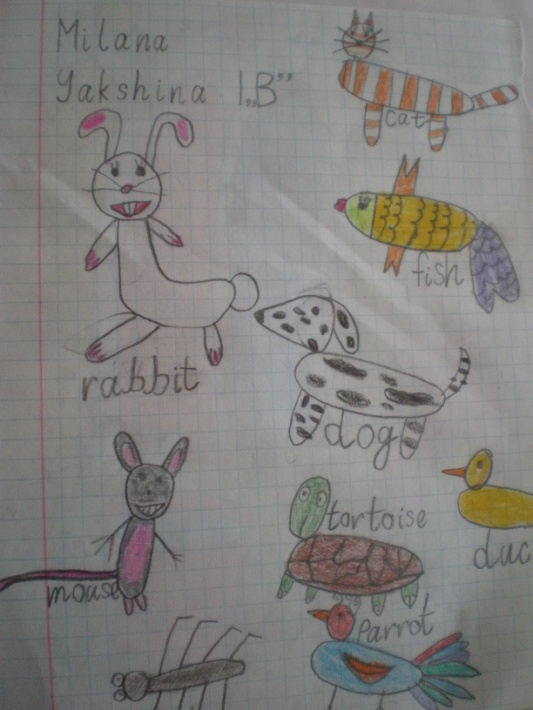 Milana
Yakshina 1„B”
cat
fish
rabbit
dog
tortoise
duc
mouse
parrot